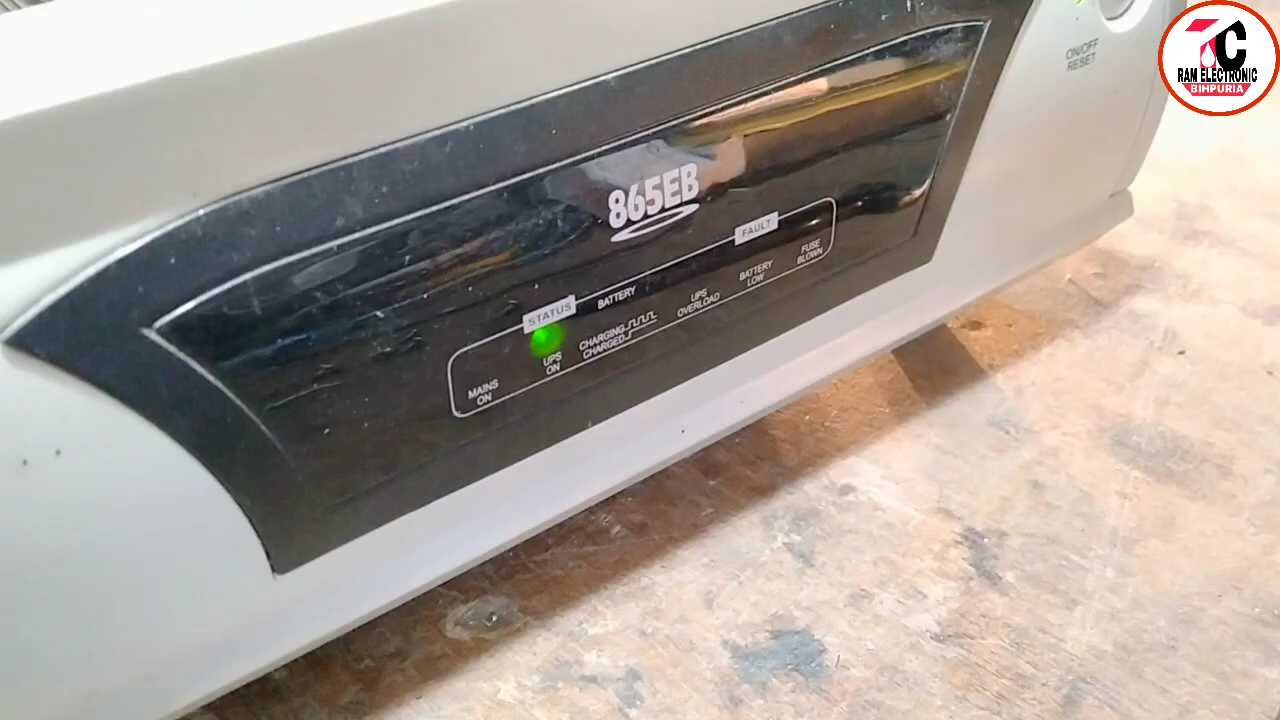 ON/OFF
RESET
RAM ELECTRONIC
BIHPURIA
865EB
STATUS
BATTERY
FAULT
MAINS
ON
UPS
ON
CHARGING
CHARGED
UPS
OVERLOAD
BATTERY
LOW
FUSE
BLOWN